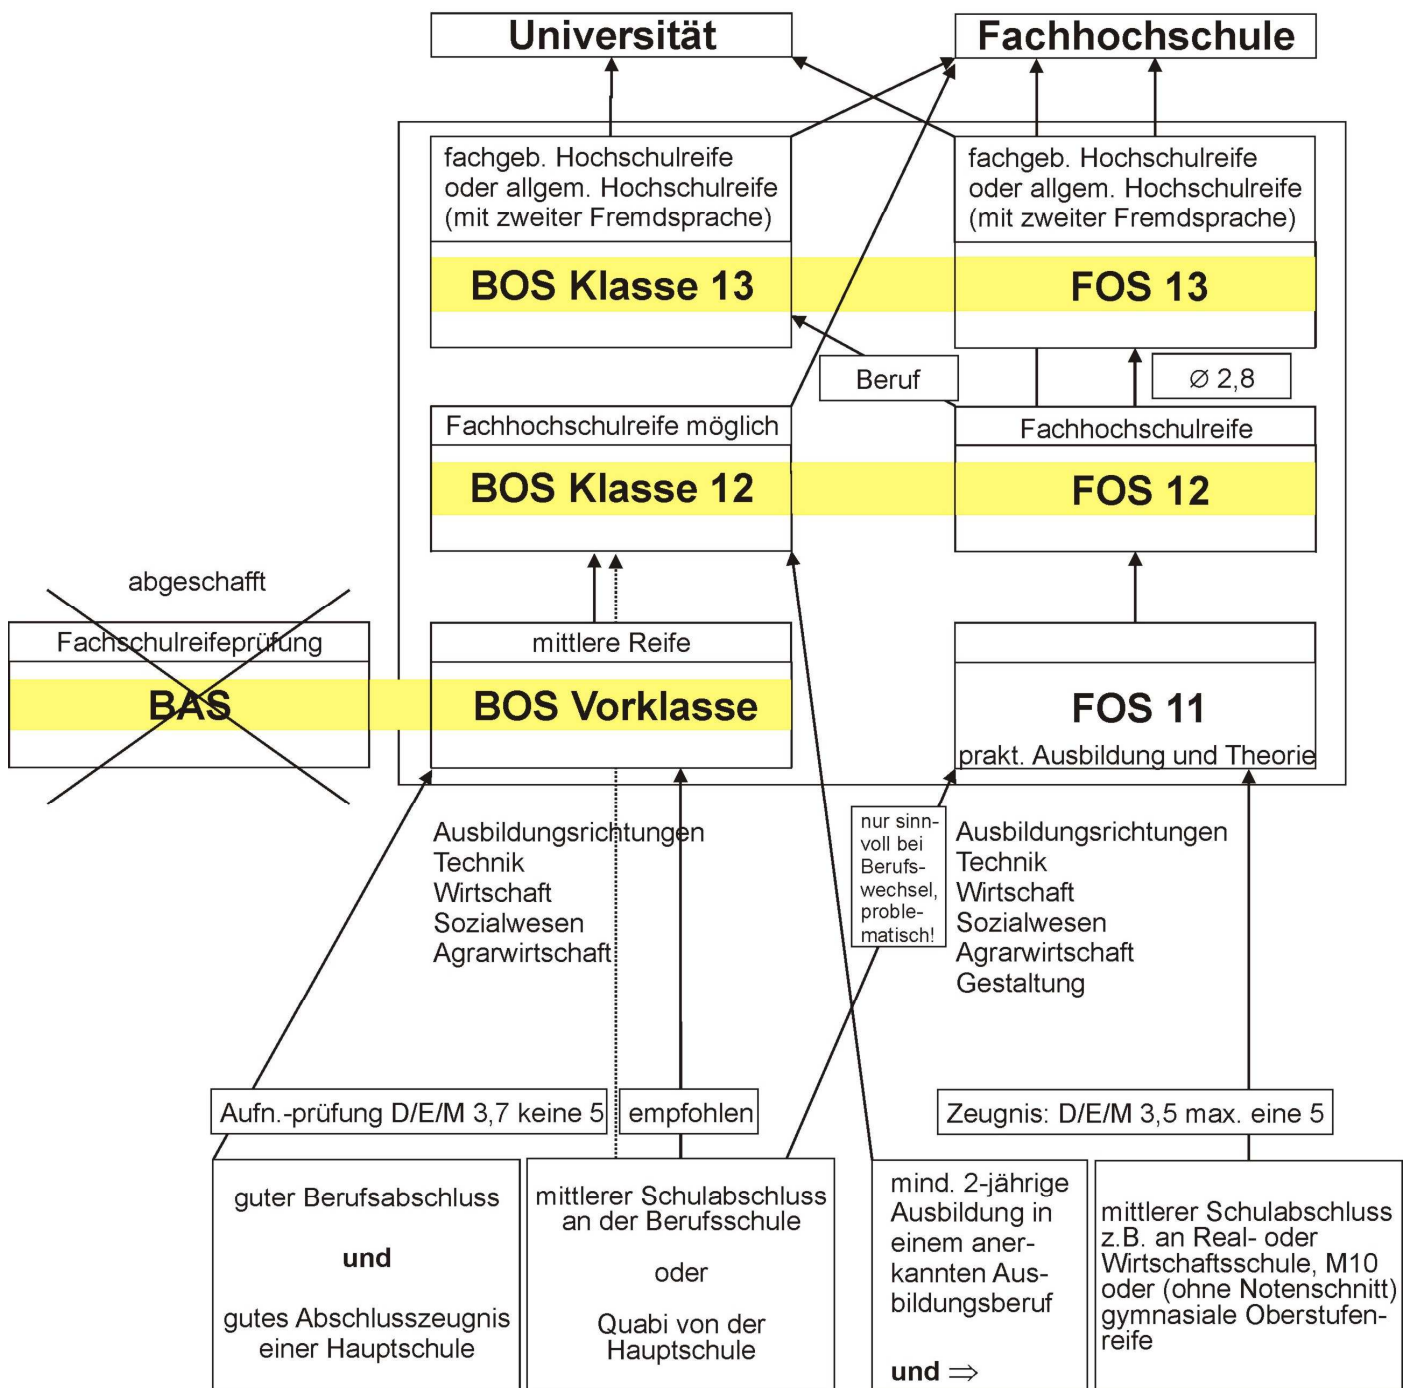 Universität
Fachhochschule
fachgeb. Hochschulreife
oder allgem. Hochschulreife
(mit zweiter Fremdsprache)
fachgeb. Hochschulreife
oder allgem. Hochschulreife
(mit zweiter Fremdsprache)
BOS Klasse 13
FOS 13
Beruf
∅ 2,8
Fachhochschulreife möglich
Fachhochschulreife
BOS Klasse 12
FOS 12
abgeschafft
Fachschulreifeprüfung
BAS
mittlere Reife
BOS Vorklasse
FOS 11
prakt. Ausbildung und Theorie
Ausbildungsrichtungen
Technik
Wirtschaft
Sozialwesen
Agrarwirtschaft
nur sinn-
voll bei
Berufs-
wechsel,
proble-
matisch!
Ausbildungsrichtungen
Technik
Wirtschaft
Sozialwesen
Agrarwirtschaft
Gestaltung
Aufn.-prüfung D/E/M 3,7 keine 5
empfohlen
Zeugnis: D/E/M 3,5 max. eine 5
guter Berufsabschluss
und
gutes Abschlusszeugnis
einer Hauptschule
mittlerer Schulabschluss
an der Berufsschule
oder
Quabi von der
Hauptschule
mind. 2-jährige
Ausbildung in
einem aner-
kannten Aus-
bildungsberuf
und ⇒
mittlerer Schulabschluss
z.B. an Real- oder
Wirtschaftsschule, M10
oder (ohne Notenschnitt)
gymnasiale Oberstufen-
reife